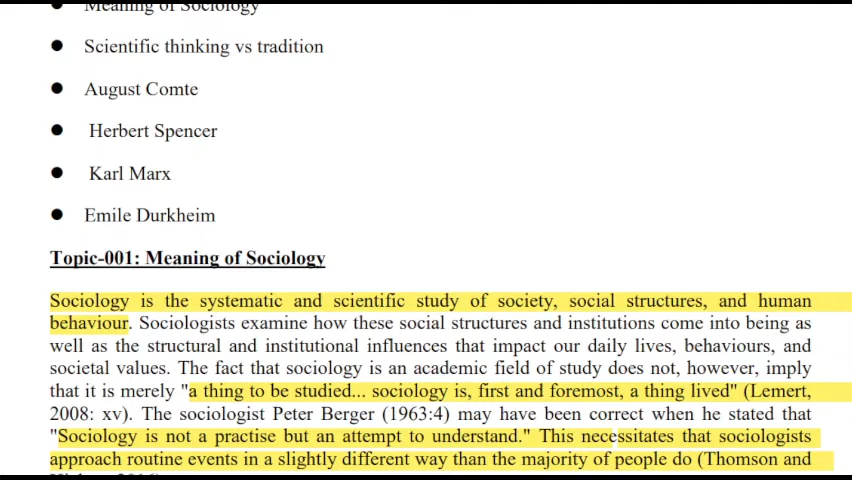 Meaning of Sociology
Scientific thinking vs tradition
August Comte
Herbert Spencer
Karl Marx
Emile Durkheim
Topic-001: Meaning of Sociology
Sociology is the systematic and scientific study of society, social structures, and human
behaviour. Sociologists examine how these social structures and institutions come into being as
well as the structural and institutional influences that impact our daily lives, behaviours, and
societal values. The fact that sociology is an academic field of study does not, however, imply
that it is merely "a thing to be studied... sociology is, first and foremost, a thing lived" (Lemert,
2008: xv). The sociologist Peter Berger (1963:4) may have been correct when he stated that
"Sociology is not a practise but an attempt to understand." This necessitates that sociologists
approach routine events in a slightly different way than the majority of people do (Thomson and